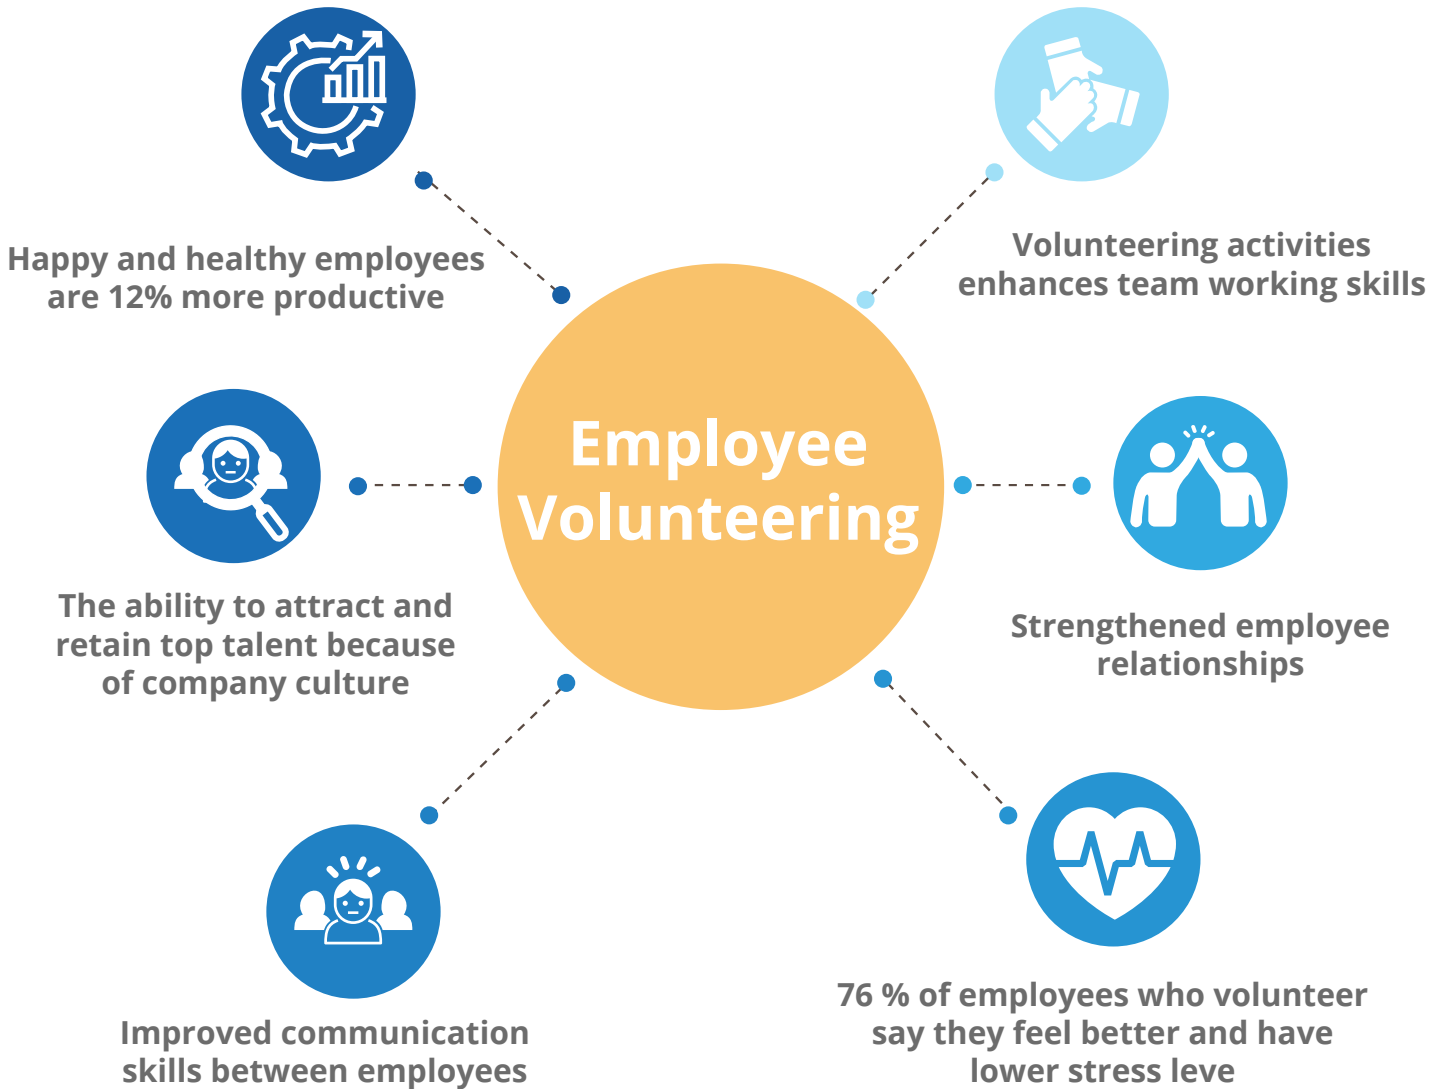 Happy and healthy employees
are 12% more productive
Volunteering activities
enhances team working skills
Employee
Volunteering
The ability to attract and
retain top talent because
of company culture
Strengthened employee
relationships
Improved communication
skills between employees
76 % of employees who volunteer
say they feel better and have
lower stress leve